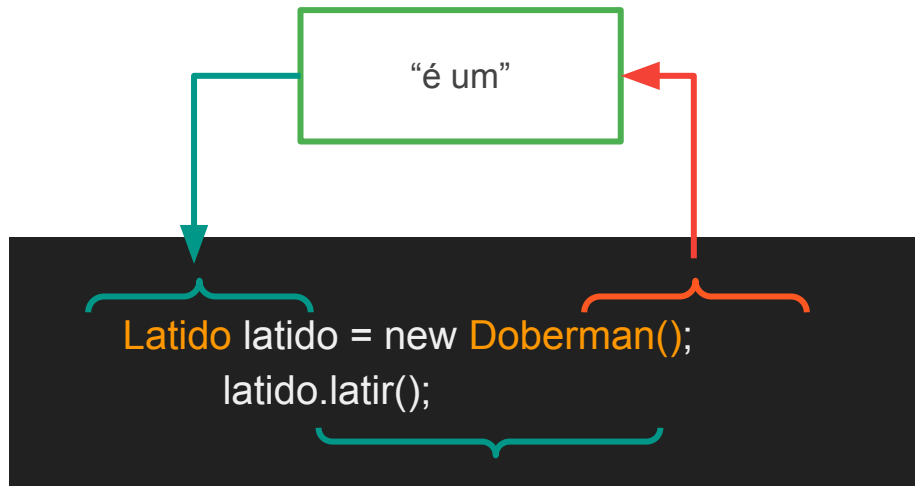 “é um”
Latido latido = new Doberman();
latido.latir();